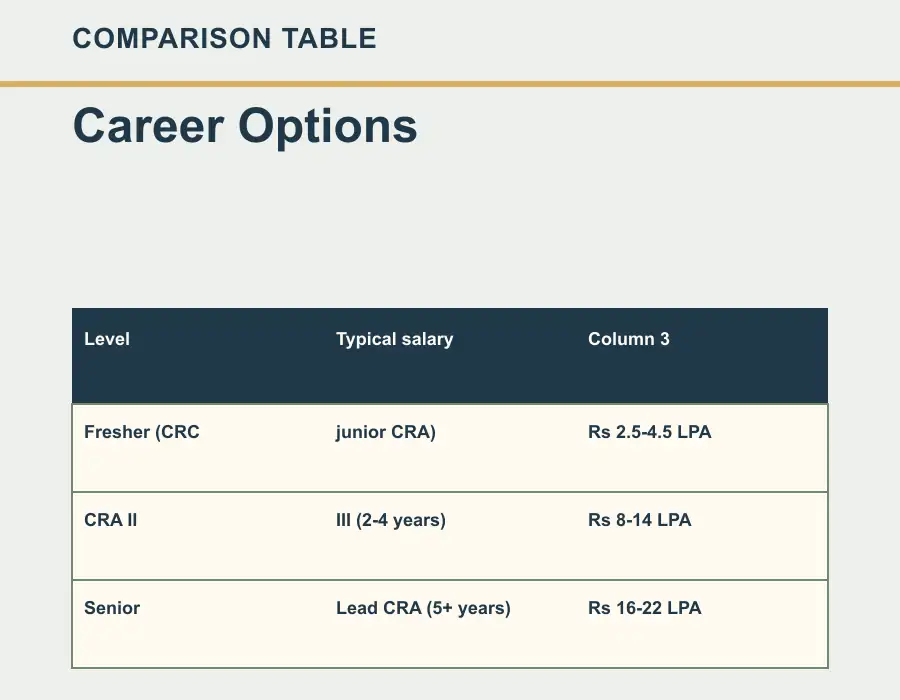 COMPARISON TABLE
Career Options
Level Typical salary Column 3
Fresher (CRC junior CRA) Rs 2.5-4.5 LPA
CRA II III (2-4 years) Rs 8-14 LPA
Senior Lead CRA (5+ years) Rs 16-22 LPA